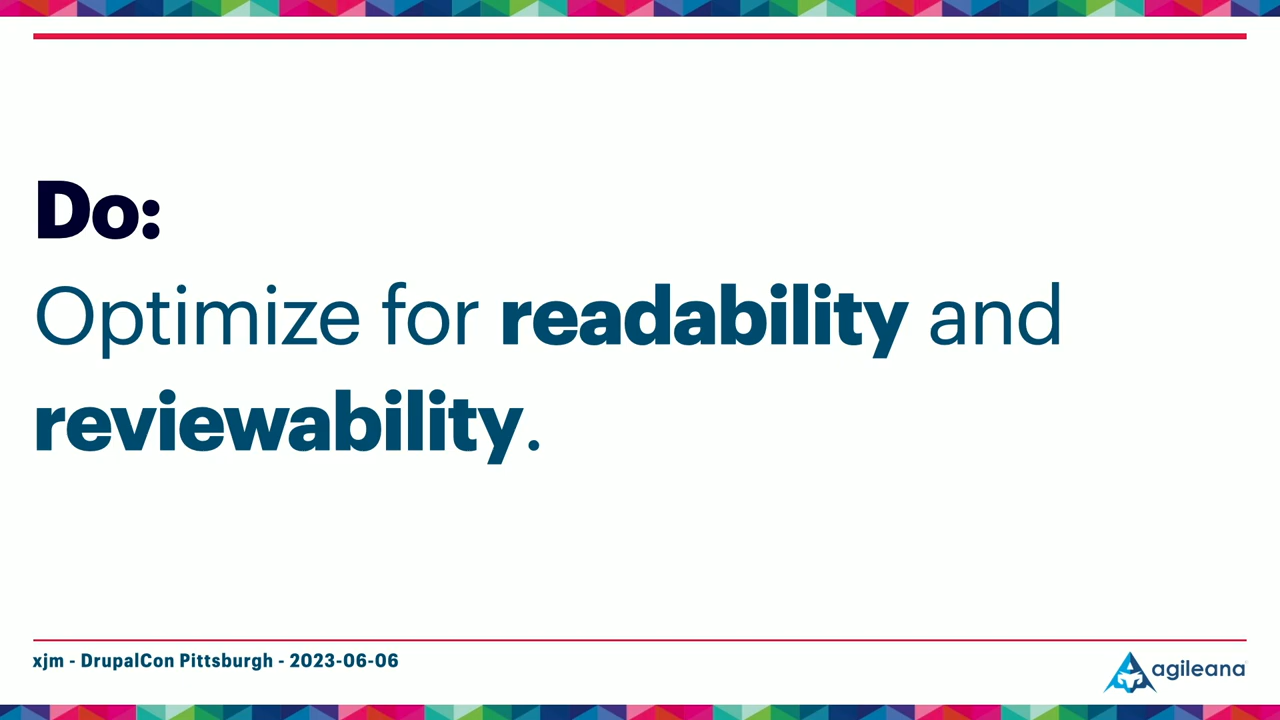 Do:
Optimize for readability and
reviewability.
xjm - DrupalCon Pittsburgh - 2023-06-06
agileana